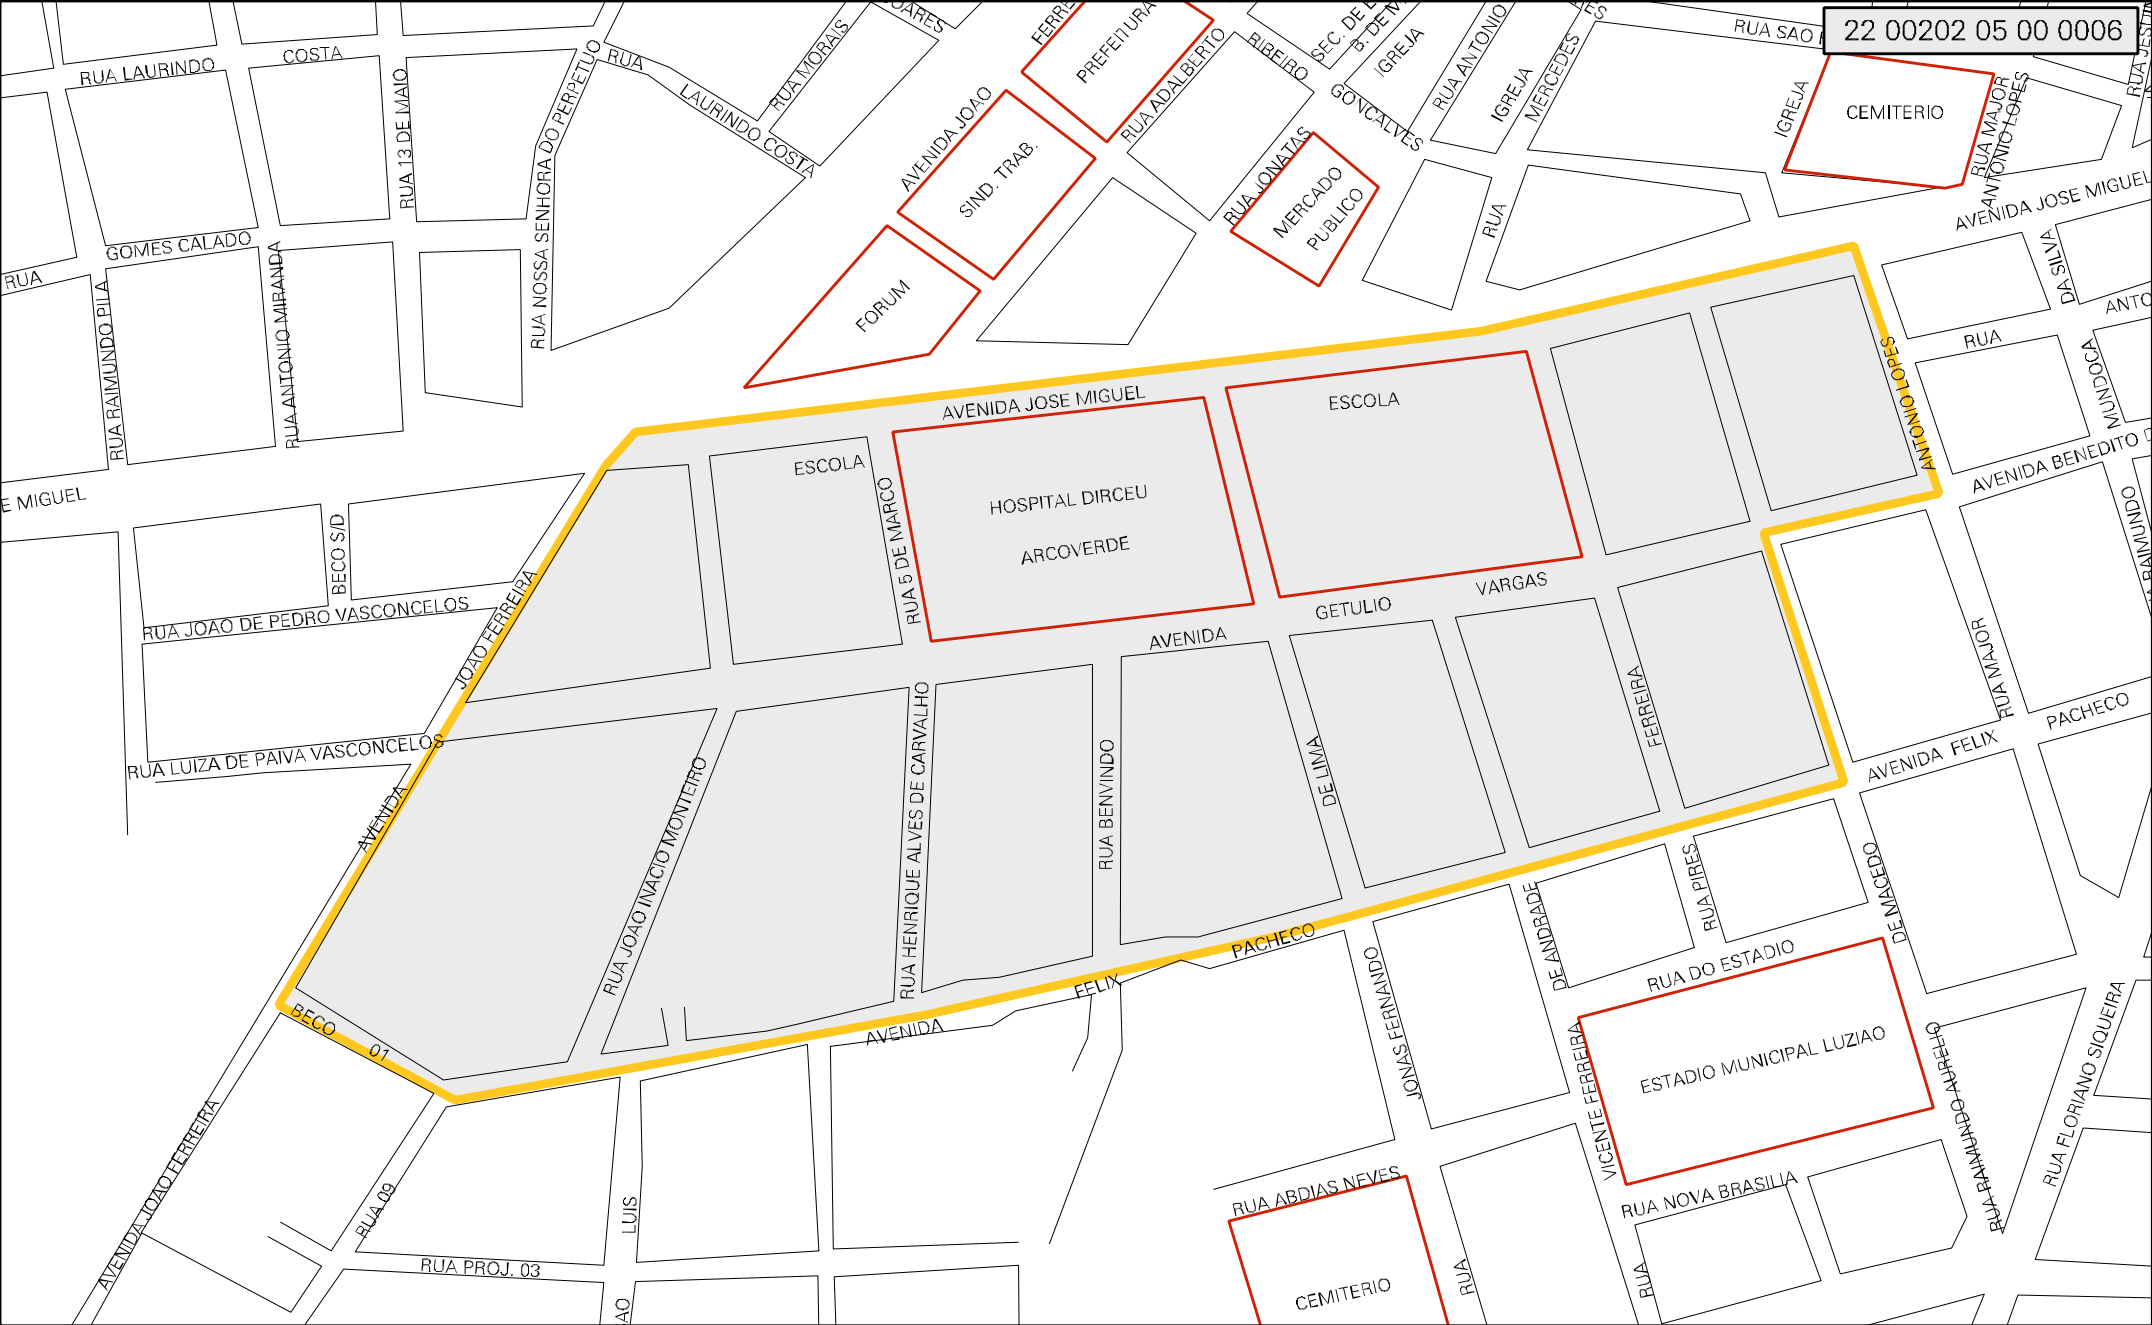 22 00202 05 00 0006
COSTA
RUA LAURINDO
RUA 13 DE MAIO
RUA NOSSA SENHORA DO PERPETUO
RUA
LAURINDO COSTA
RUA MORAIS
AVENIDA JOAO
PREFEITURA
RUA ADALBERTO
RIBEIRO
GONCALVES
B. DE M
IGREJA
RUA ANTONIO
IGREJA
MERCEDES
RUA SAO
IGREJA
CEMITERIO
RUA MAJOR
ANTONIO LOPES
AVENIDA JOSE MIGUEL
SIND. TRAB.
RUA JONATAS
MERCADO
PUBLICO
RUA
FORUM
GOMES CALADO
RUA
RUA RAIMUNDO PILA
RUA ANTONIO MIRANDA
DA SILVA
RUA
MUNDOCA
ANTONIO LOPES
AVENIDA BENEDITO
AVENIDA JOSE MIGUEL
ESCOLA
ESCOLA
E MIGUEL
BECO S/D
RUA 5 DE MARCO
HOSPITAL DIRCEU
ARCOVERDE
RUA JOAO DE PEDRO VASCONCELOS
JOAO FERREIRA
AVENIDA
GETULIO
VARGAS
RAIMUNDO
RUA LUIZA DE PAIVA VASCONCELOS
AVENIDA
RUA JOAO INACIO MONTEIRO
RUA HENRIQUE ALVES DE CARVALHO
RUA BENVINDO
DE LIMA
FERREIRA
RUA MAJOR
PACHECO
AVENIDA FELIX
PACHECO
FELIX
AVENIDA
BECO
01
JONAS FERNANDO
DE ANDRADE
RUA PIRES
DE MACEDO
RUA DO ESTADIO
VICENTE FERREIRA
ESTADIO MUNICIPAL LUZIAO
RUA RAIMUNDO AURELIO
RUA FLORIANO SIQUEIRA
AVENIDA JOAO FERREIRA
RUA 09
LUIS
RUA PROJ. 03
RUA ABDIAS NEVES
RUA NOVA BRASILIA
CEMITERIO
RUA
RUA